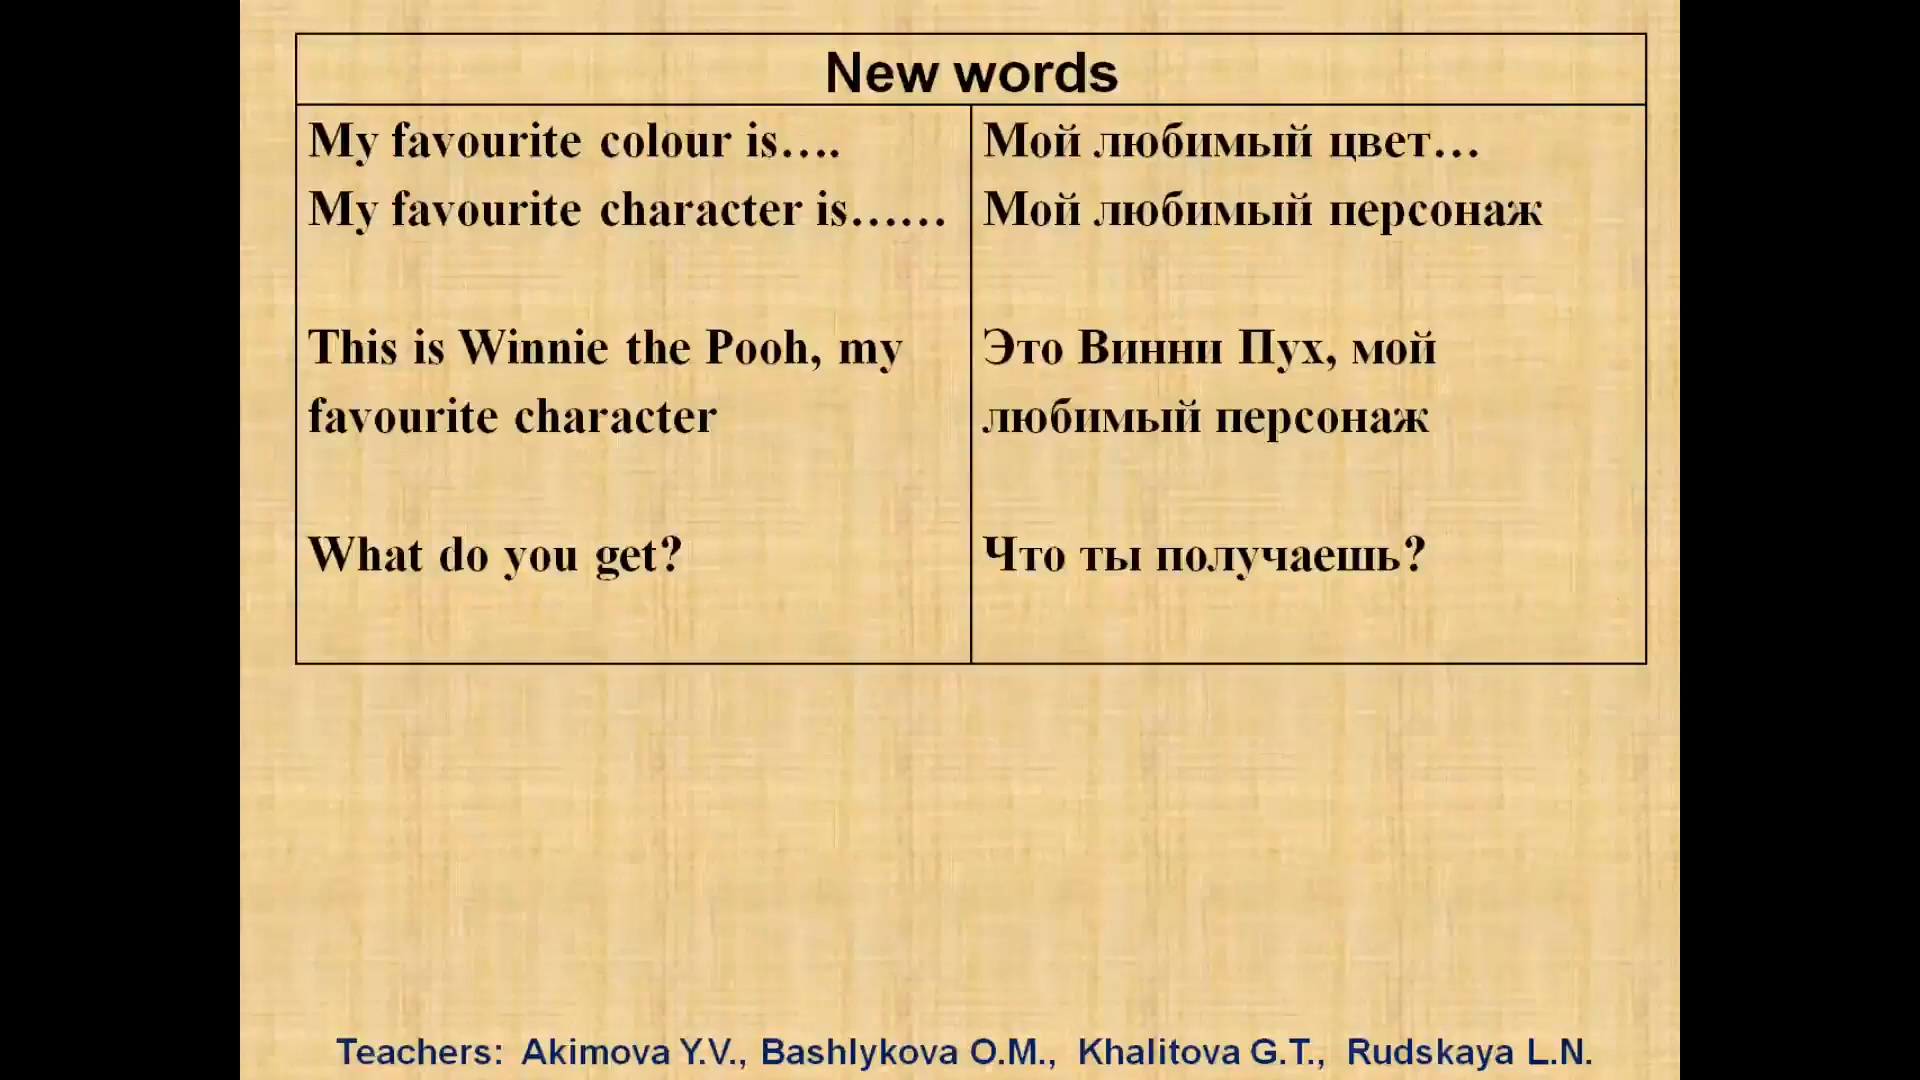 New words
My favourite colour is….
My favourite character is……
This is Winnie the Pooh, my
favourite character
What do you get?
Мой любимый цвет…
Мой любимый персонаж
Это Винни Пух, мой
любимый персонаж
Что ты получаешь?
Teachers: Akimova Y.V., Bashlykova O.M., Khalitova G.T., Rudskaya L.N.